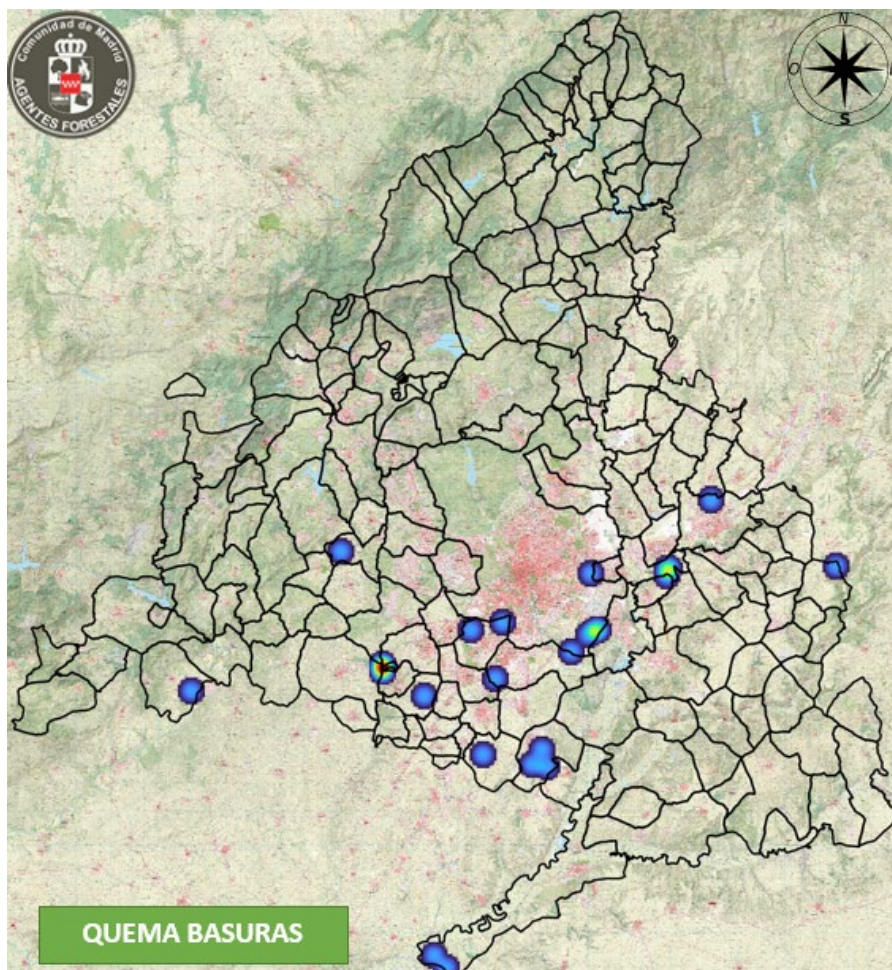 Comunidad de Madrid
AGENTES FORESTALES
N
O
S
QUEMA BASURAS